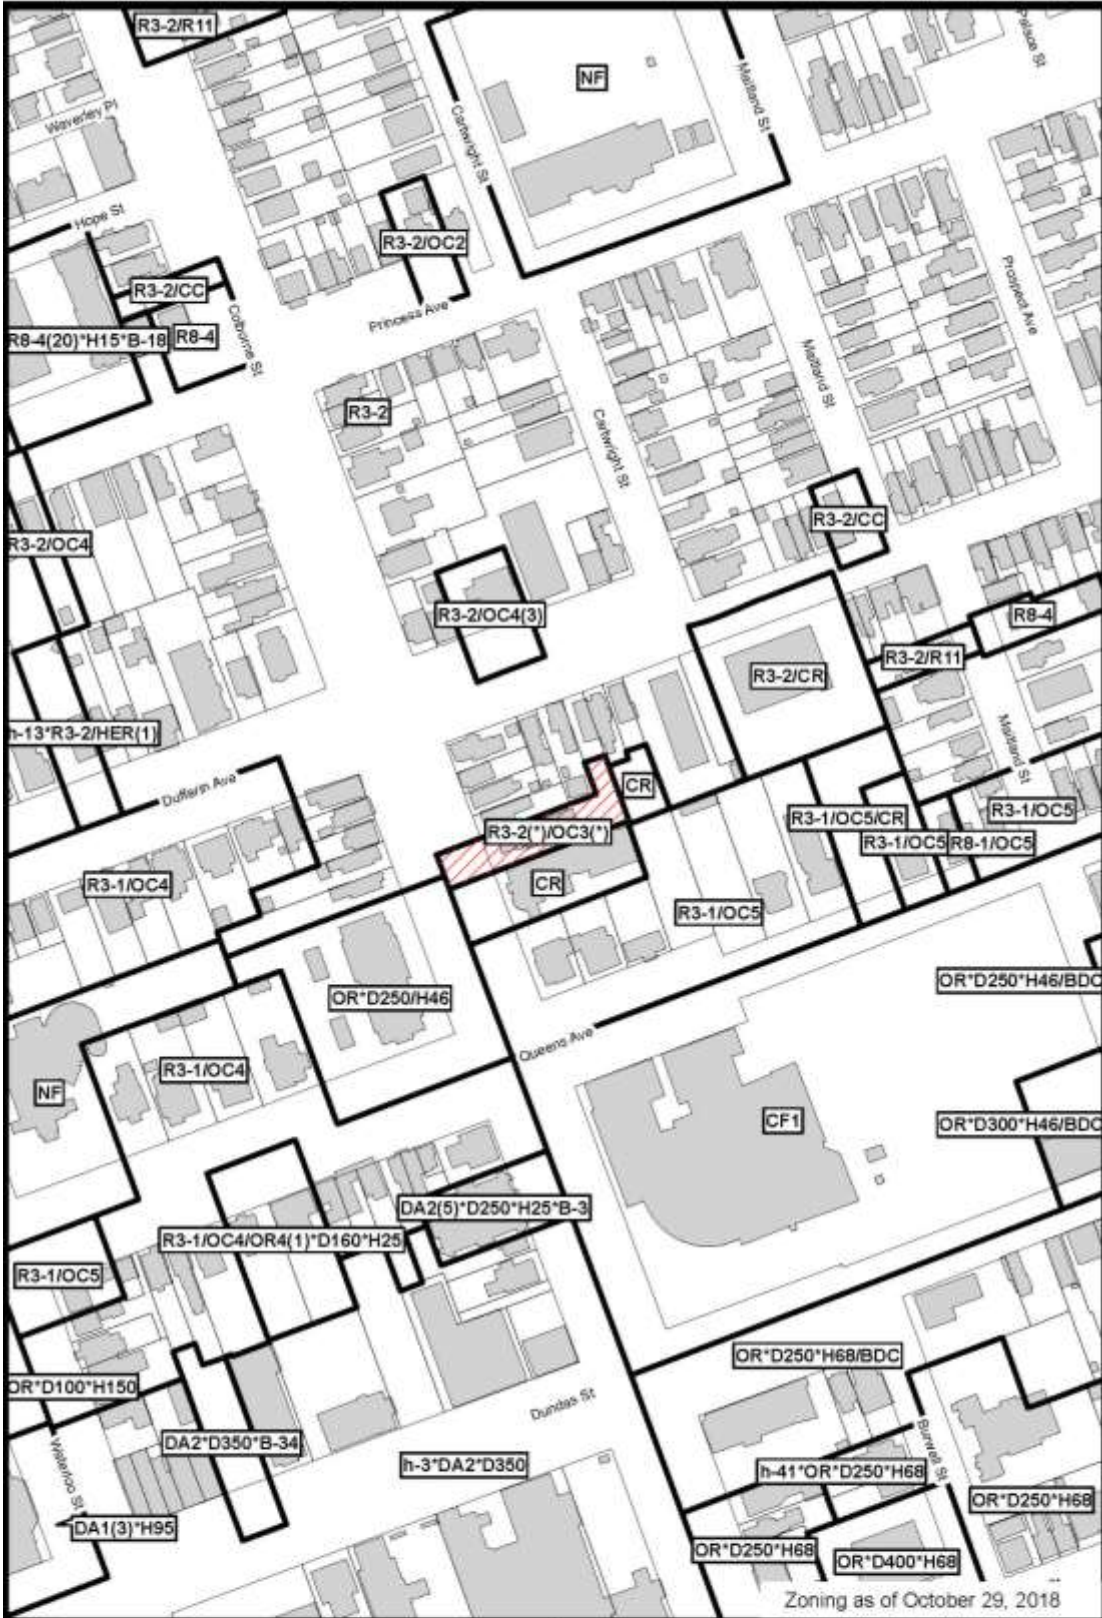 R3-2/R11
Palace St
NF
Maitland St
Waverley Pl
Cartwright St
Hope St
R3-2/OC2
R3-2/CC
Princess Ave
Colborne St
Prospect Ave
R8-4(20)*H15*B-18
R8-4
Maitland St
R3-2
Cartwright St
R3-2/CC
R3-2/OC4
R3-2/OC4(3)
R8-4
R3-2/R11
R3-2/CR
h-13*R3-2/HER(1)
Maitland St
Dufferin Ave
CR
R3-1/OC5
R3-1/OC5/CR
R3-2(*)/OC3(*)
R3-1/OC5
R8-1/OC5
R3-1/OC4
CR
R3-1/OC5
OR*D250*H46/BDC
OR*D250/H46
Queens Ave
R3-1/OC4
NF
CF1
OR*D300*H46/BDC
DA2(5)*D250*H25*B-3
R3-1/OC4/OR4(1)*D160*H25
R3-1/OC5
OR*D250*H68/BDC
OR*D100*H150
Dundas St
DA2*D350*B-34
Burwell St
h-3*DA2*D350
h-41*OR*D250*H68
Waterloo St
OR*D250*H68
DA1(3)*H95
OR*D250*H68
OR*D400*H68
Zoning as of October 29, 2018